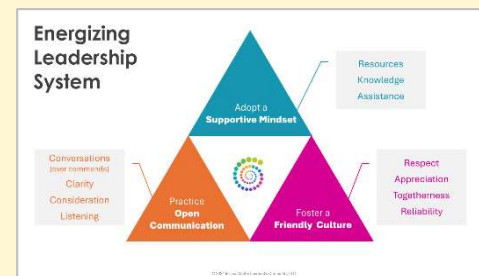 Energizing
Leadership
System
Resources
Knowledge
Assistance
Adopt a
Supportive Mindset
Conversations
(over commands)
Clarity
Consideration
Listening
Practice
Open
Communication
Foster a
Friendly Culture
Respect
Appreciation
Togetherness
Reliability